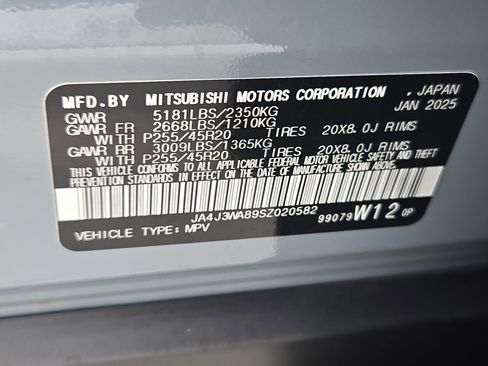 MFD.BY MITSUBISHI MOTORS CORPORATION , JAPAN
GVWR 5181LBS/2350KG JAN 2025
GAWR FR 2668LBS/1210KG
WITH P255/45R20 TIRES 20X8.0J RIMS
GAWR RR 3009LBS/1365KG
WITH P255/45R20 TIRES 20X8.0J RIMS
THIS VEHICLE CONFORMS TO ALL APPLICABLE FEDERAL MOTOR VEHICLE SAFETY AND THEFT
PREVENTION STANDARDS IN EFFECT ON THE DATE OF MANUFACTURE SHOWN ABOVE.
JA4J3WA89SZ020582
VEHICLE TYPE: MPV 99079W12 0P